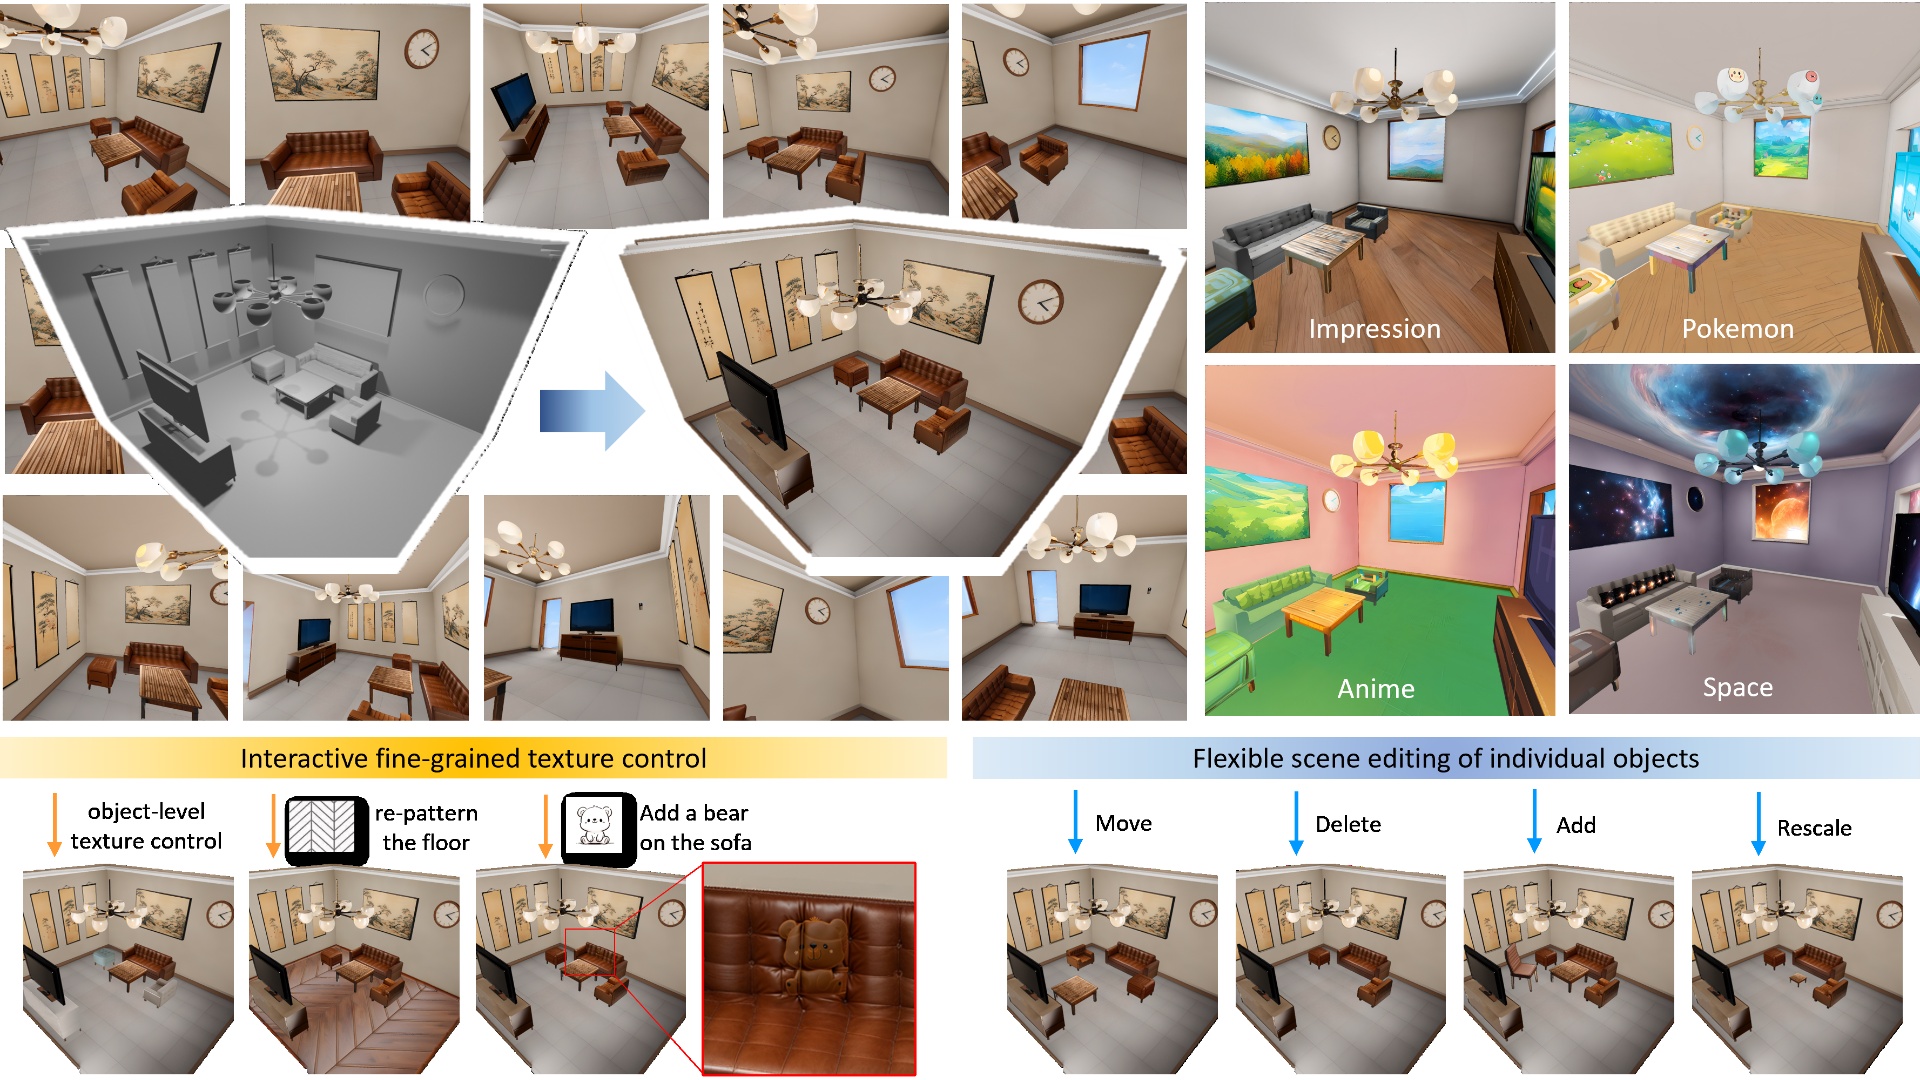 Impression
Pokemon
Anime
Space
Interactive fine-grained texture control
Flexible scene editing of individual objects
object-level
texture control
re-pattern
the floor
Add a bear
on the sofa
Move
Delete
Add
Rescale